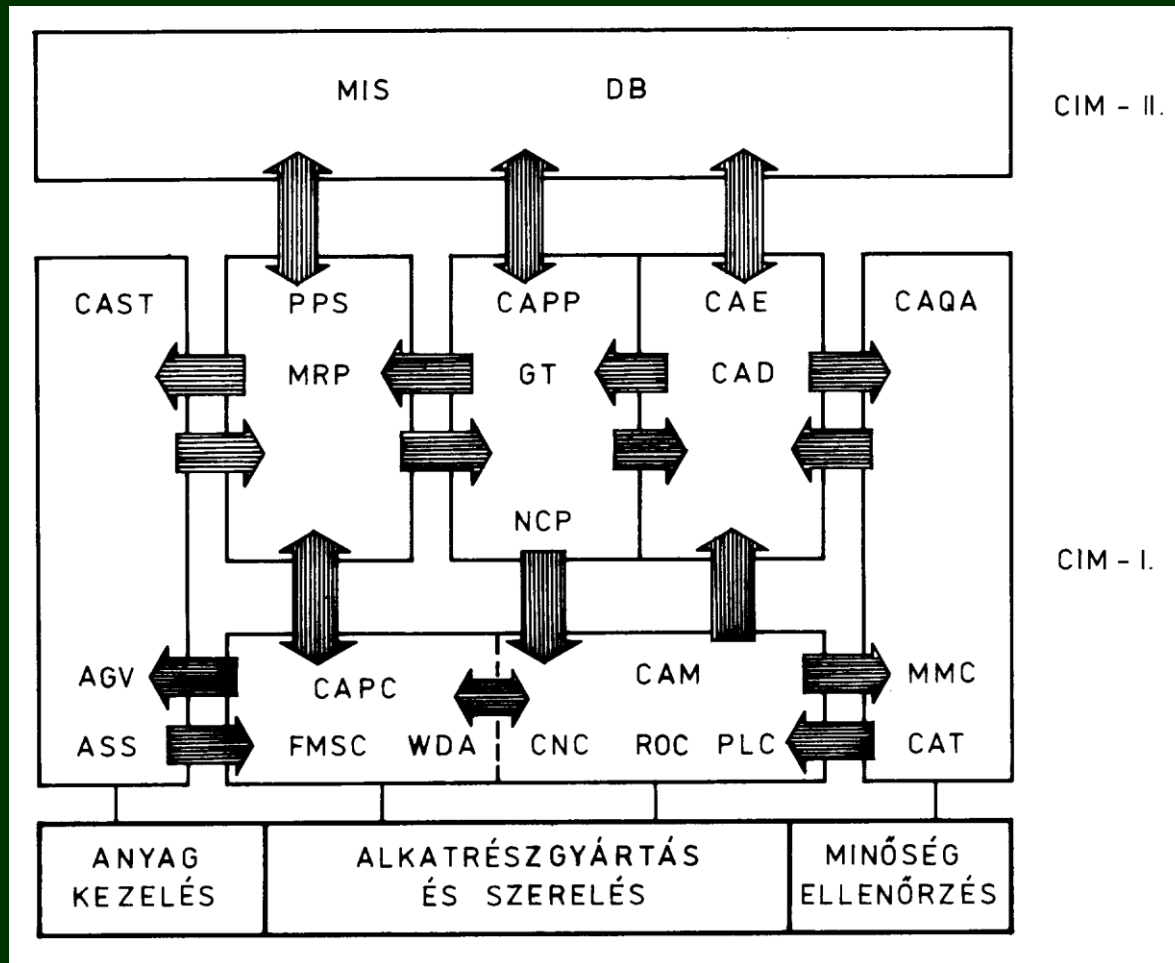 MIS DB
CIM - II.
CAST PPS CAPP CAE CAQA
MRP GT CAD
NCP
CIM - I.
AGV CAPC CAM MMC
ASS FMSC WDA CNC ROC PLC CAT
ANYAG ALKATRÉSZGYÁRTÁS MINŐSÉG
KEZELÉS ÉS SZERELÉS ELLENŐRZÉS